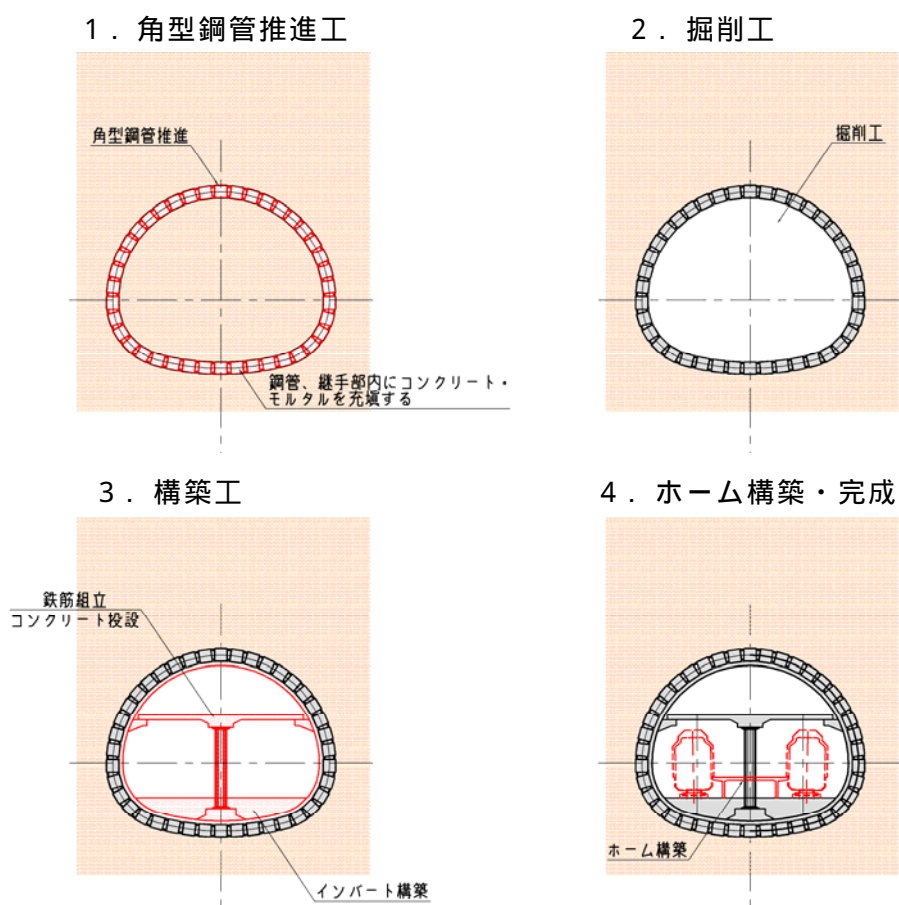 1．角型鋼管推進工
2．掘削工
角型鋼管推進
掘削工
鋼管、継手部内にコンクリート・
モルタルを充塡する
3．構築工
4．ホーム構築・完成
鉄筋組立
コンクリート投設
インバート構築
ホーム構築